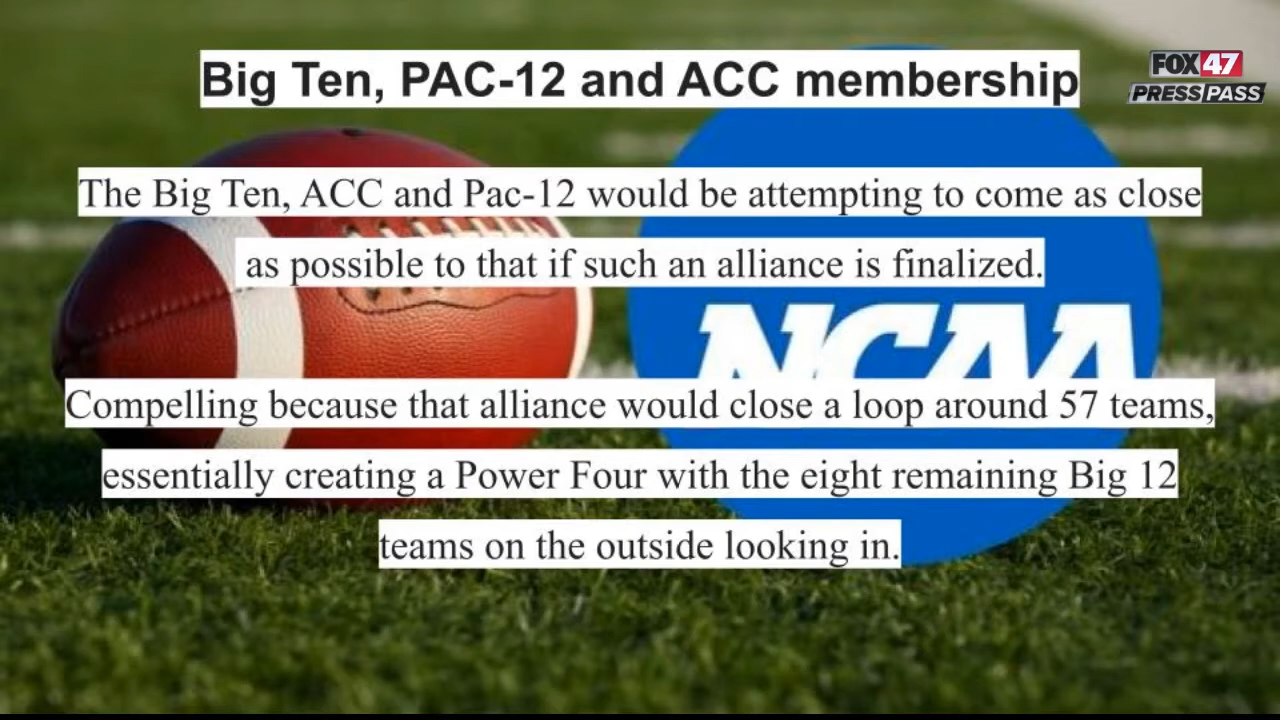 Big Ten, PAC-12 and ACC membership
FOX 47
PRESS PASS
The Big Ten, ACC and Pac-12 would be attempting to come as close
as possible to that if such an alliance is finalized.
NCAA
Compelling because that alliance would close a loop around 57 teams,
essentially creating a Power Four with the eight remaining Big 12
teams on the outside looking in.